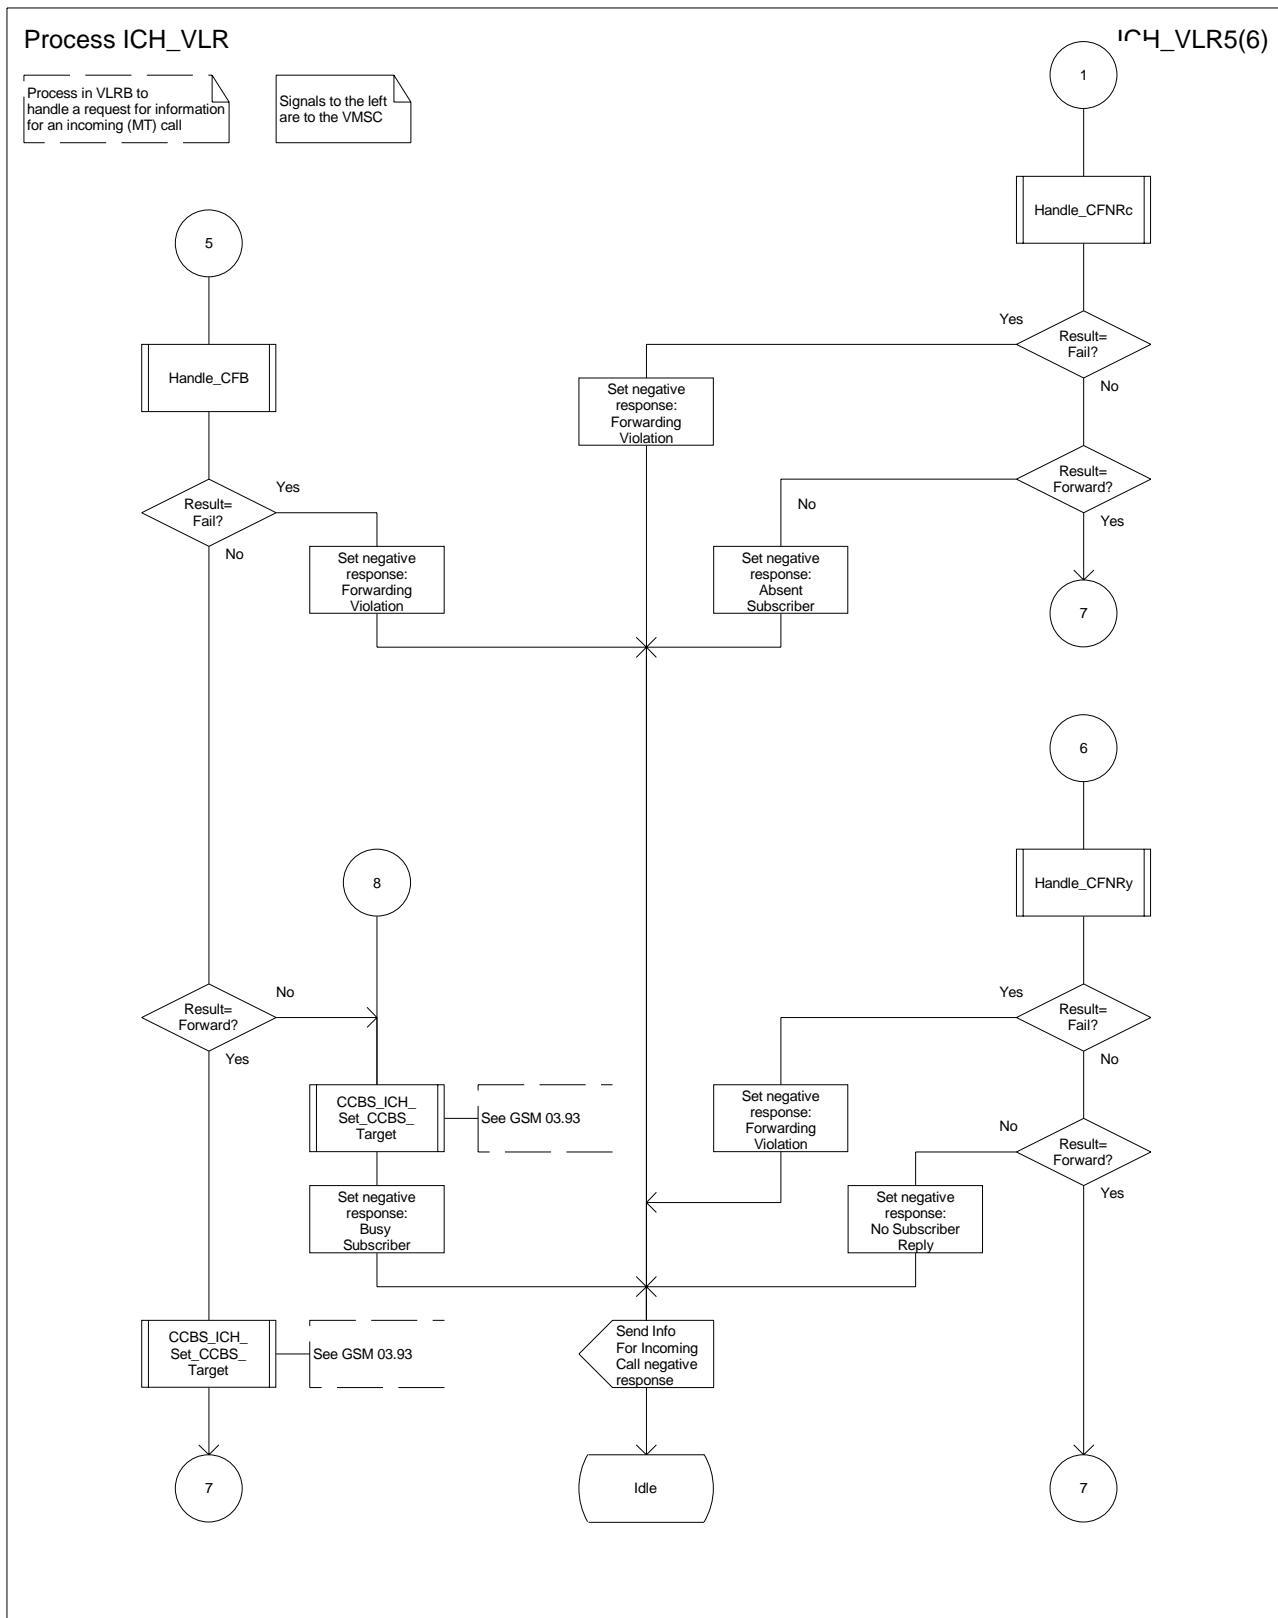 Process ICH_VLR
ICH_VLR5(6)
Process in VLRB to
handle a request for information
for an incoming (MT) call
Signals to the left
are to the VMSC
1
Handle_CFNRc
5
Yes
Result=
Fail?
No
Handle_CFB
Set negative
response:
Forwarding
Violation
Result=
Forward?
No
Yes
Result=
Fail?
Yes
No
Set negative
response:
Forwarding
Violation
Set negative
response:
Absent
Subscriber
7
6
8
Handle_CFNRy
Result=
Forward?
No
Yes
Yes
Result=
Fail?
No
CCBS_ICH_
Set_CCBS_
Target
See GSM 03.93
Set negative
response:
Forwarding
Violation
No
Result=
Forward?
Yes
Set negative
response:
Busy
Subscriber
Set negative
response:
No Subscriber
Reply
CCBS_ICH_
Set_CCBS_
Target
See GSM 03.93
Send Info
For Incoming
Call negative
response
7
Idle
7